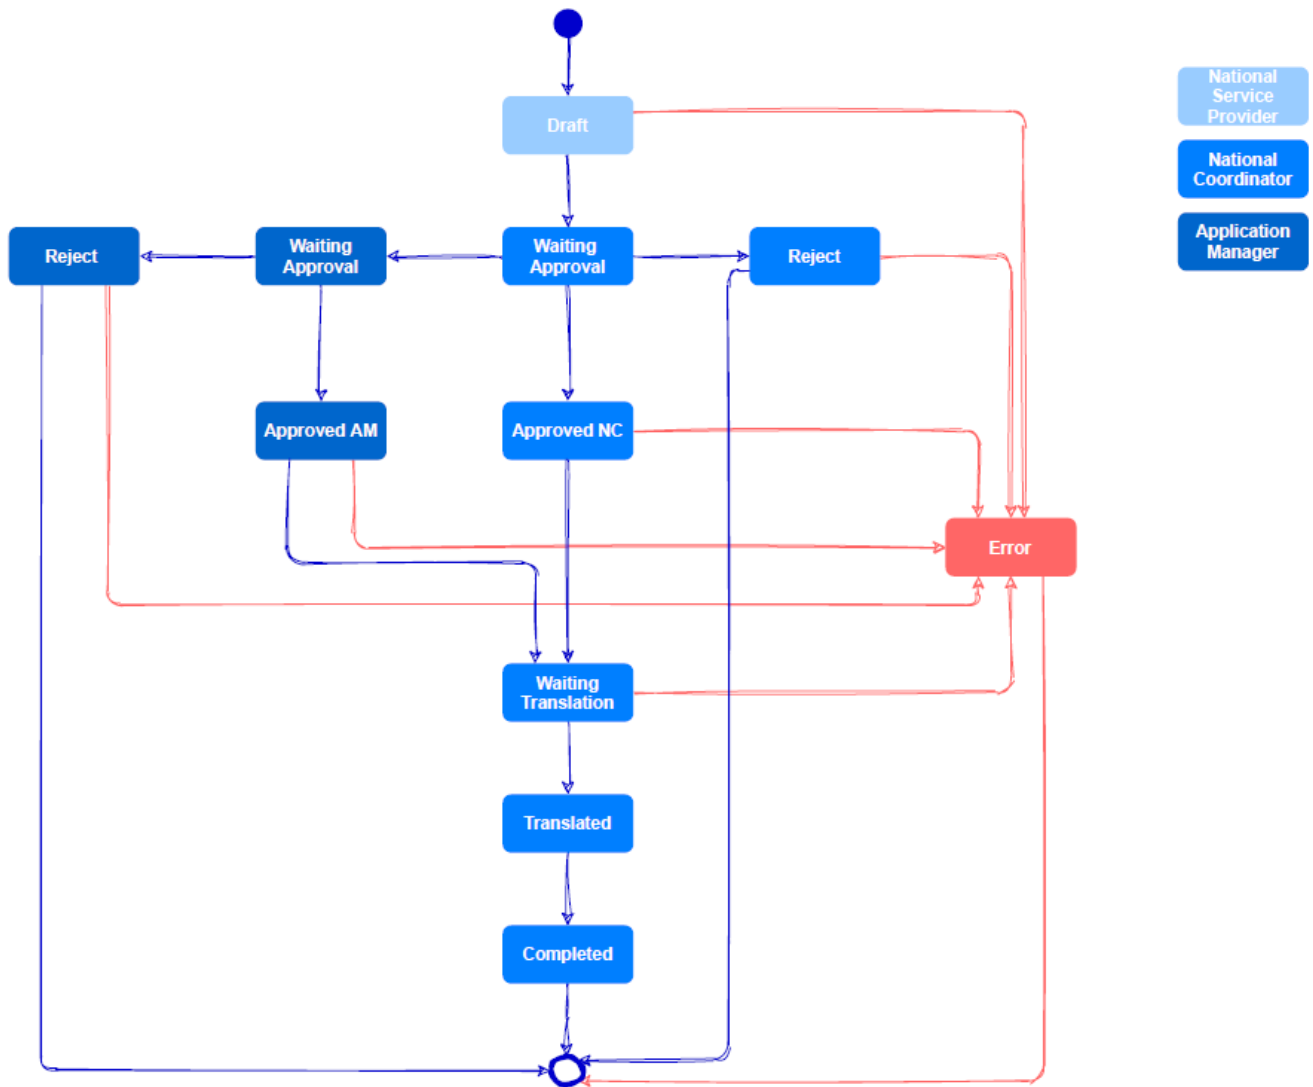 National
Service
Provider
Draft
National
Coordinator
Reject
Waiting
Approval
Waiting
Approval
Reject
Application
Manager
Approved AM
Approved NC
Error
Waiting
Translation
Translated
Completed